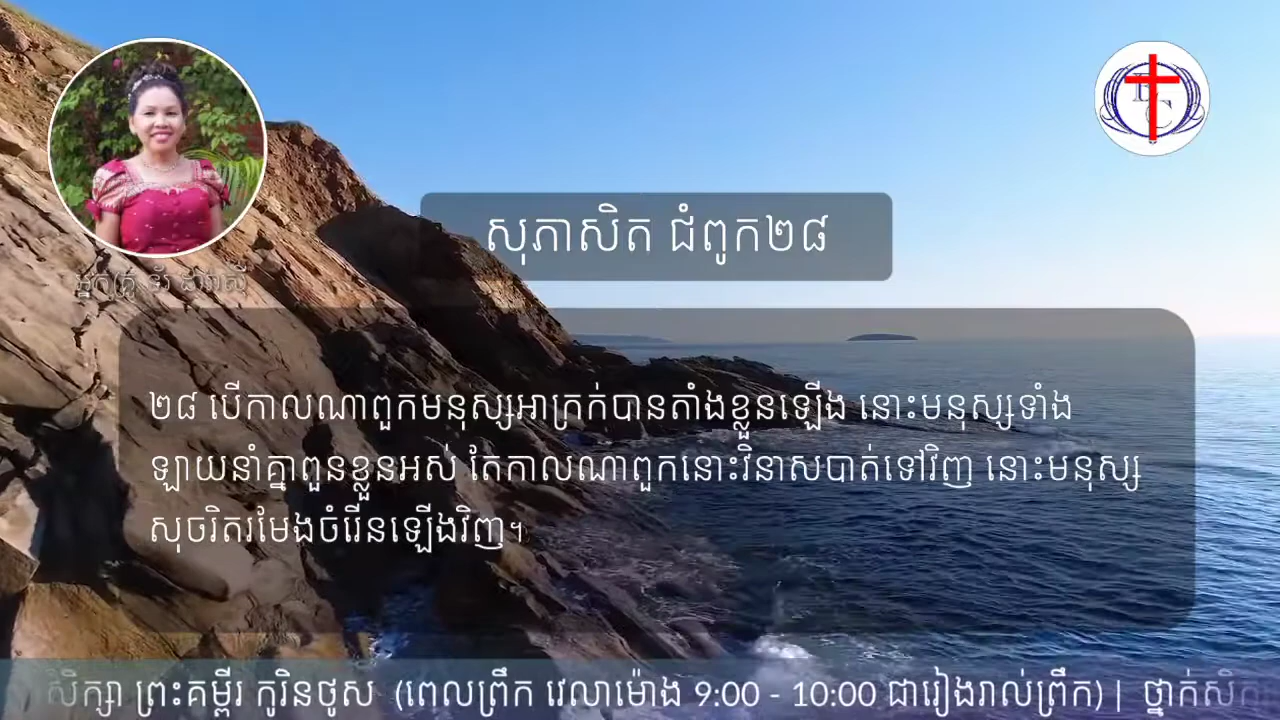 សុភាសិត ជំពូក២៨
អ្នកគ្រូ
២៨ បើកាលណាពួកមនុស្សអាក្រក់បានតាំងខ្លួនឡើង នោះមនុស្សទាំង
ឡាយនាំគ្នាពួនខ្លួនអស់ តែកាលណាពួកនោះវិនាសបាត់ទៅវិញ នោះមនុស្ស
សុចរិតរមែងចំរើនឡើងវិញ។
សិក្សា ព្រះគម្ពីរ កូរិនថូស (ពេលព្រឹក វេលាម៉ោង 9:00 - 10:00 ជារៀងរាល់ព្រឹក) | ថ្នាក់សិក្